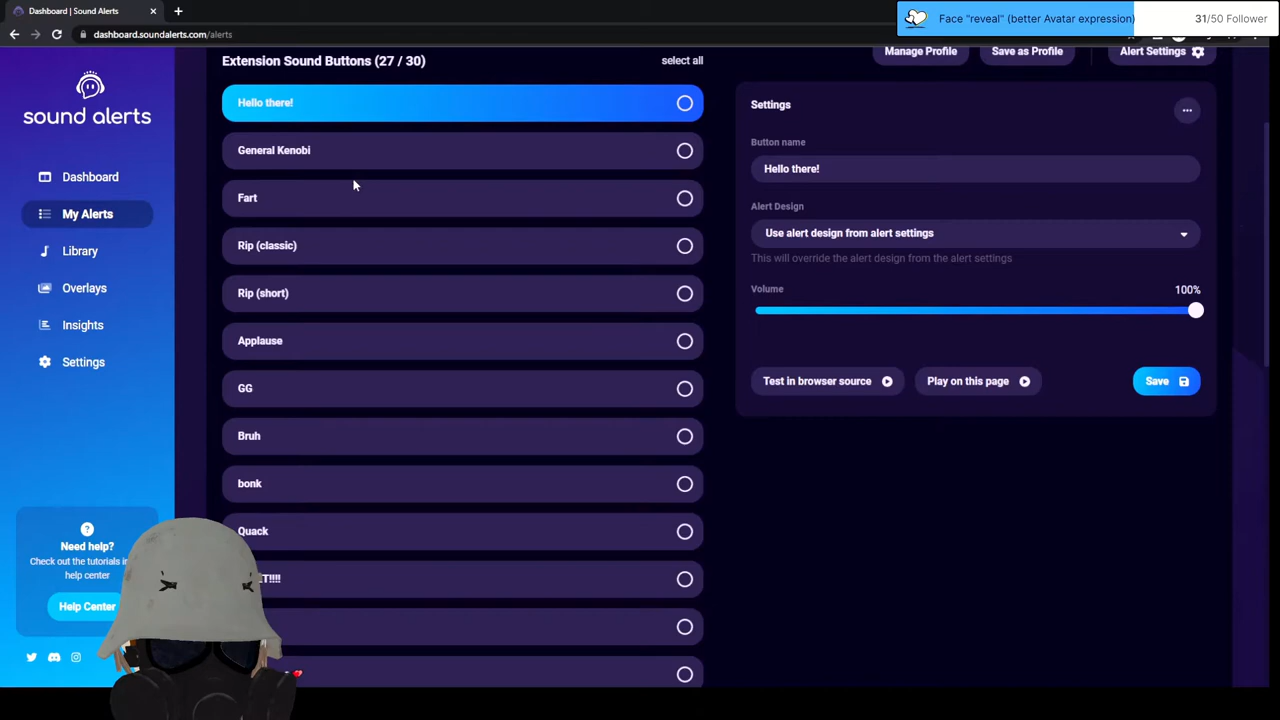 Dashboard | Sound Alerts
dashboard.soundalerts.com/alerts
Face "reveal" (better Avatar expression)
31/50 Follower
sound alerts
Dashboard
My Alerts
Library
Overlays
Insights
Settings
Need help?
Check out the tutorials in
help center
Help Center
Extension Sound Buttons (27 / 30)
select all
Hello there!
General Kenobi
Fart
Rip (classic)
Rip (short)
Applause
GG
Bruh
bonk
Quack
T!!!!
Manage Profile
Save as Profile
Alert Settings
Settings
Button name
Hello there!
Alert Design
Use alert design from alert settings
This will override the alert design from the alert settings
Volume
100%
Test in browser source
Play on this page
Save